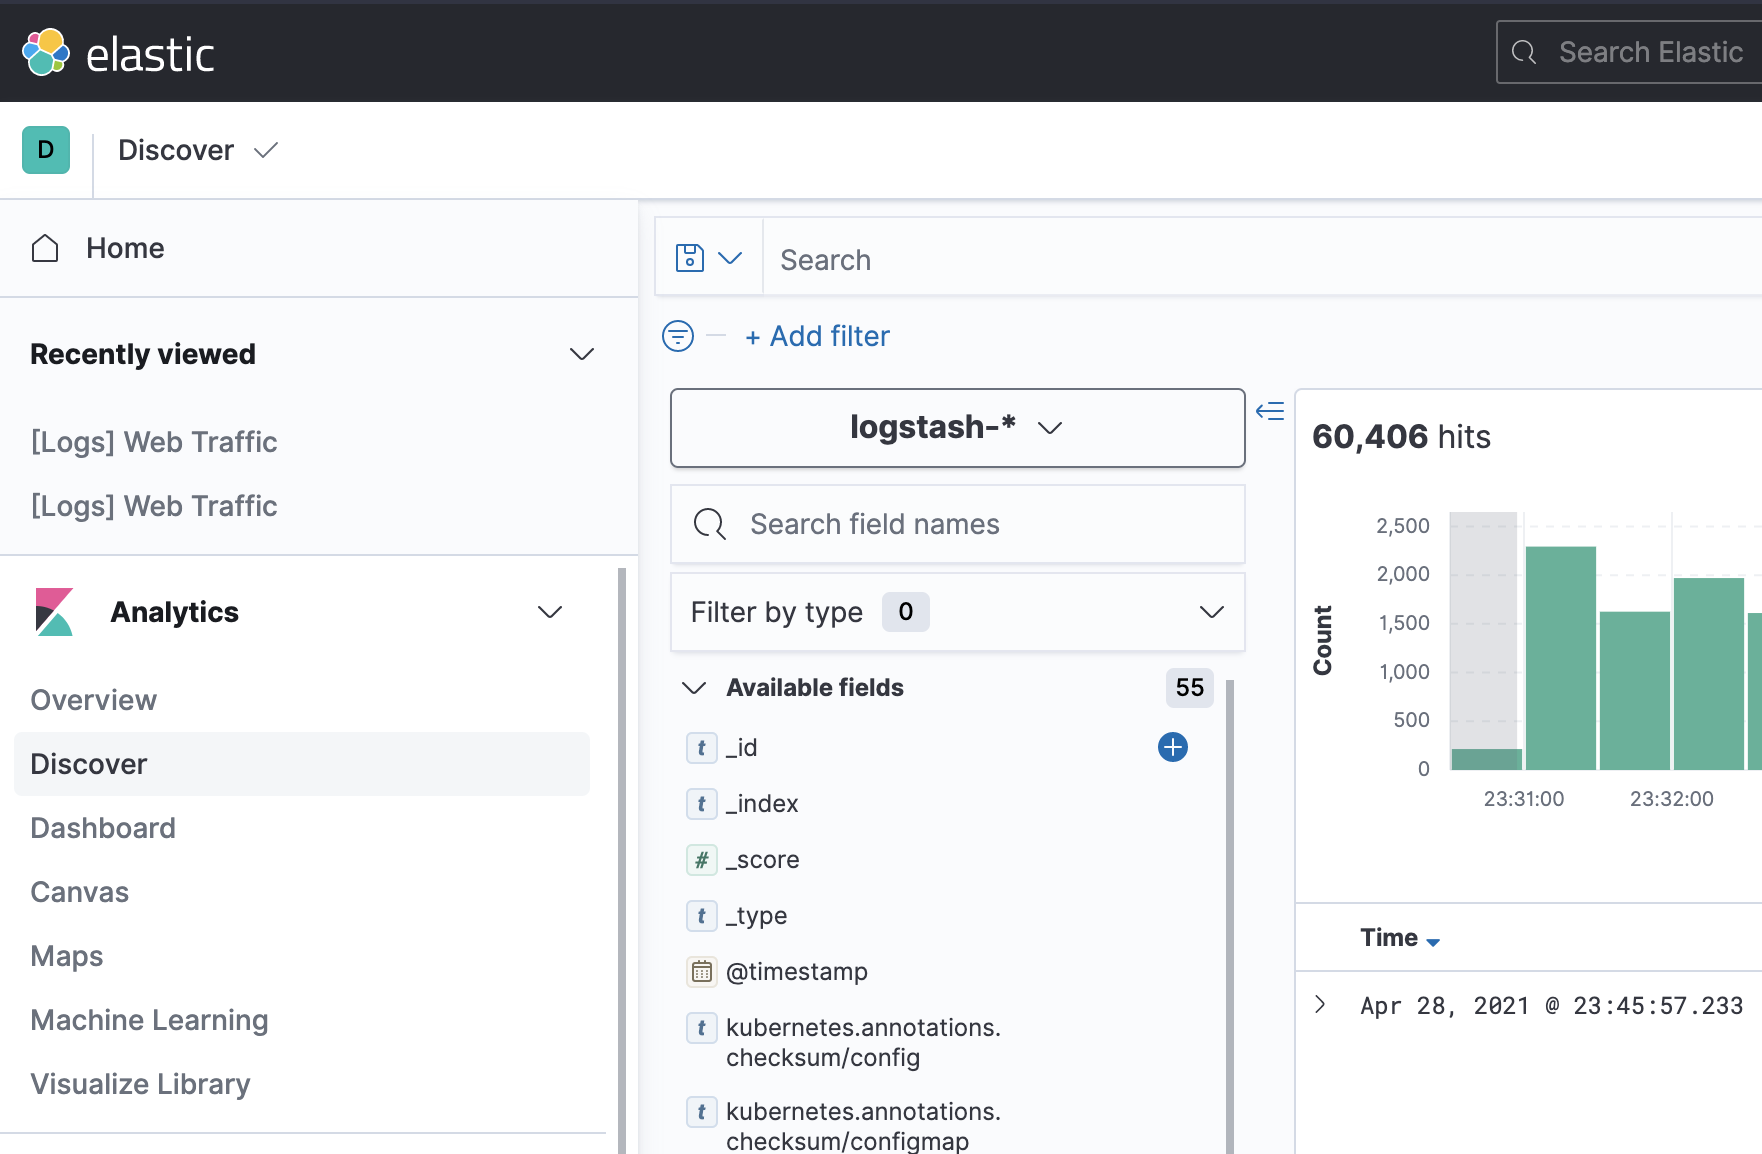 elastic
Search Elastic
D
Discover
Home
Recently viewed
[Logs] Web Traffic
[Logs] Web Traffic
Analytics
Overview
Discover
Dashboard
Canvas
Maps
Machine Learning
Visualize Library
Search
+ Add filter
logstash-*
Search field names
Filter by type 0
Available fields 55
t _id
t _index
# _score
t _type
@timestamp
t kubernetes.annotations.
checksum/config
t kubernetes.annotations.
checksum/configmap
60,406 hits
Count
2,500
2,000
1,500
1,000
500
0
23:31:00 23:32:00
Time
Apr 28, 2021 @ 23:45:57.233